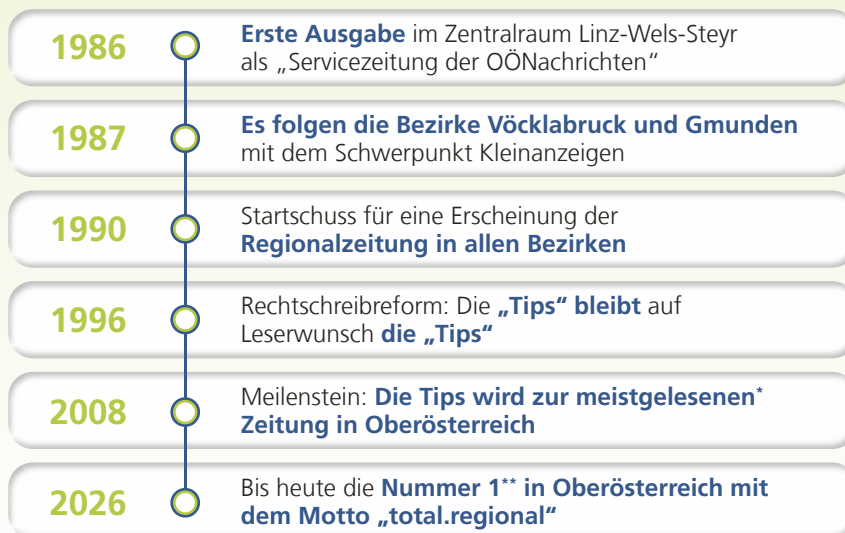 1986
Erste Ausgabe im Zentralraum Linz-Wels-Steyr
als „Servicezeitung der OÖNachrichten“
1987
Es folgen die Bezirke Vöcklabruck und Gmunden
mit dem Schwerpunkt Kleinanzeigen
1990
Startschuss für eine Erscheinung der
Regionalzeitung in allen Bezirken
1996
Rechtschreibreform: Die „Tips“ bleibt auf
Leserwunsch die „Tips“
2008
Meilenstein: Die Tips wird zur meistgelesenen*
Zeitung in Oberösterreich
2026
Bis heute die Nummer 1** in Oberösterreich mit
dem Motto „total.regional“